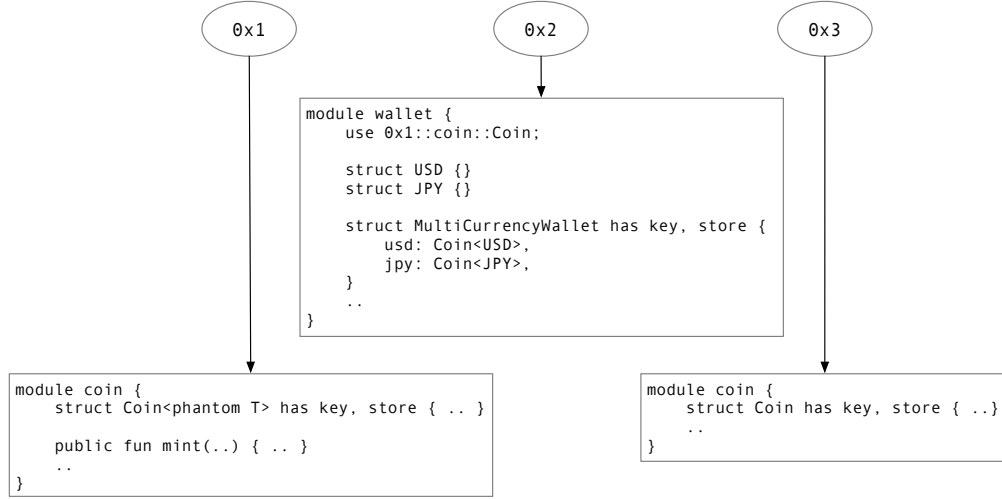 0x1
0x2
0x3
module wallet {
    use 0x1::coin::Coin;
    struct USD {}
    struct JPY {}
    struct MultiCurrencyWallet has key, store {
        usd: Coin<USD>,
        jpy: Coin<JPY>,
    }
    ..
}
module coin {
    struct Coin<phantom T> has key, store { .. }
    public fun mint(..) { .. }
    ..
}
module coin {
    struct Coin has key, store { ..}
    ..
}